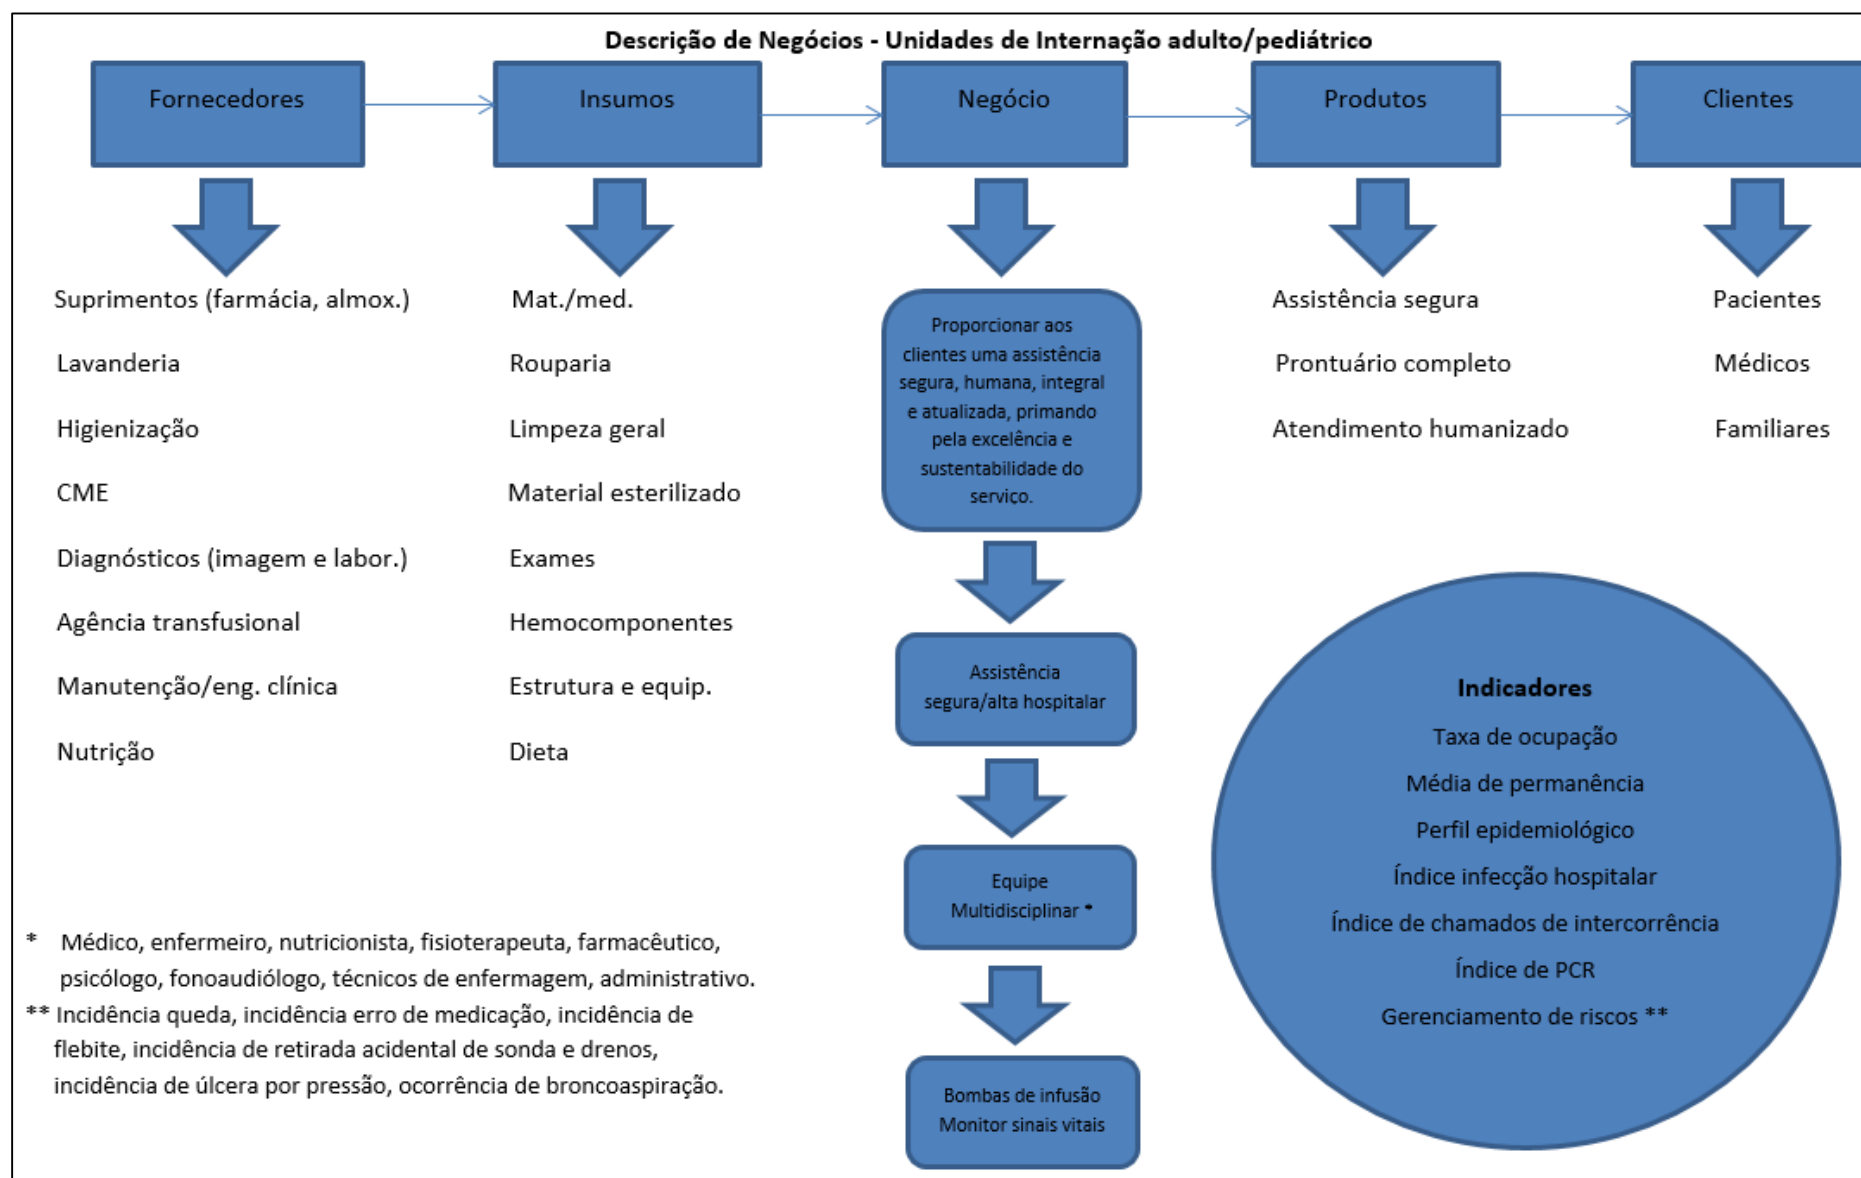 Descrição de Negócios - Unidades de Internação adulto/pediátrico
Fornecedores
Insumos
Negócio
Produtos
Clientes
Suprimentos (farmácia, almox.)
Lavanderia
Higienização
CME
Diagnósticos (imagem e labor.)
Agência transfusional
Manutenção/eng. clínica
Nutrição
Mat./med.
Rouparia
Limpeza geral
Material esterilizado
Exames
Hemocomponentes
Estrutura e equip.
Dieta
Proporcionar aos
clientes uma assistência
segura, humana, integral
e atualizada, primando
pela excelência e
sustentabilidade do
serviço.
Assistência
segura/alta hospitalar
Equipe
Multidisciplinar *
Bombas de infusão
Monitor sinais vitais
Assistência segura
Prontuário completo
Atendimento humanizado
Pacientes
Médicos
Familiares
Indicadores
Taxa de ocupação
Média de permanência
Perfil epidemiológico
Índice infecção hospitalar
Índice de chamados de intercorrência
Índice de PCR
Gerenciamento de riscos **
* Médico, enfermeiro, nutricionista, fisioterapeuta, farmacêutico,
psicólogo, fonoaudiólogo, técnicos de enfermagem, administrativo.
** Incidência queda, incidência erro de medicação, incidência de
flebite, incidência de retirada acidental de sonda e drenos,
incidência de úlcera por pressão, ocorrência de broncoaspiração.